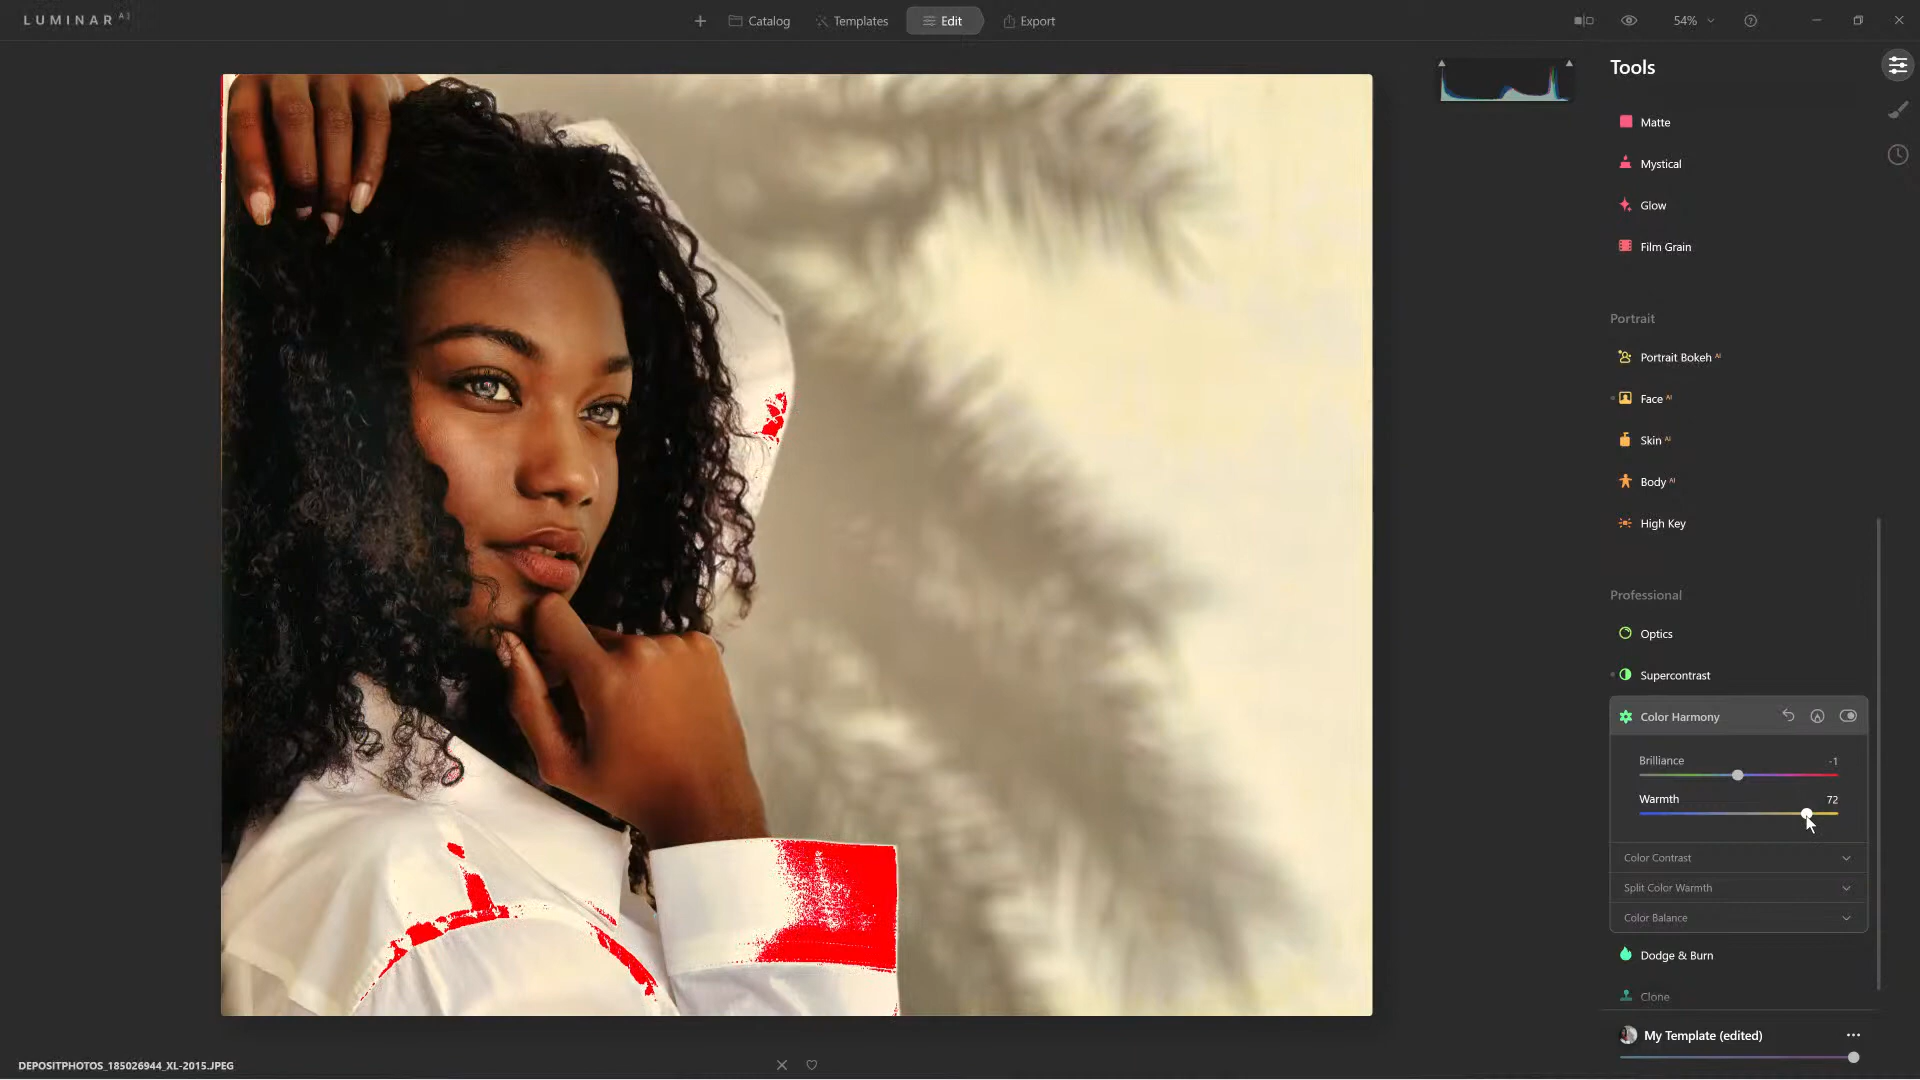 LUMINAR AI
Catalog
Templates
Edit
Export
54%
Tools
Matte
Mystical
Glow
Film Grain
Portrait
Portrait Bokeh AI
Face AI
Skin AI
Body AI
High Key
Professional
Optics
Supercontrast
Color Harmony
Brilliance -1
Warmth 72
Color Contrast
Split Color Warmth
Color Balance
Dodge & Burn
Clone
My Template (edited)
DEPOSITPHOTOS_185026944_XL-2015.JPEG